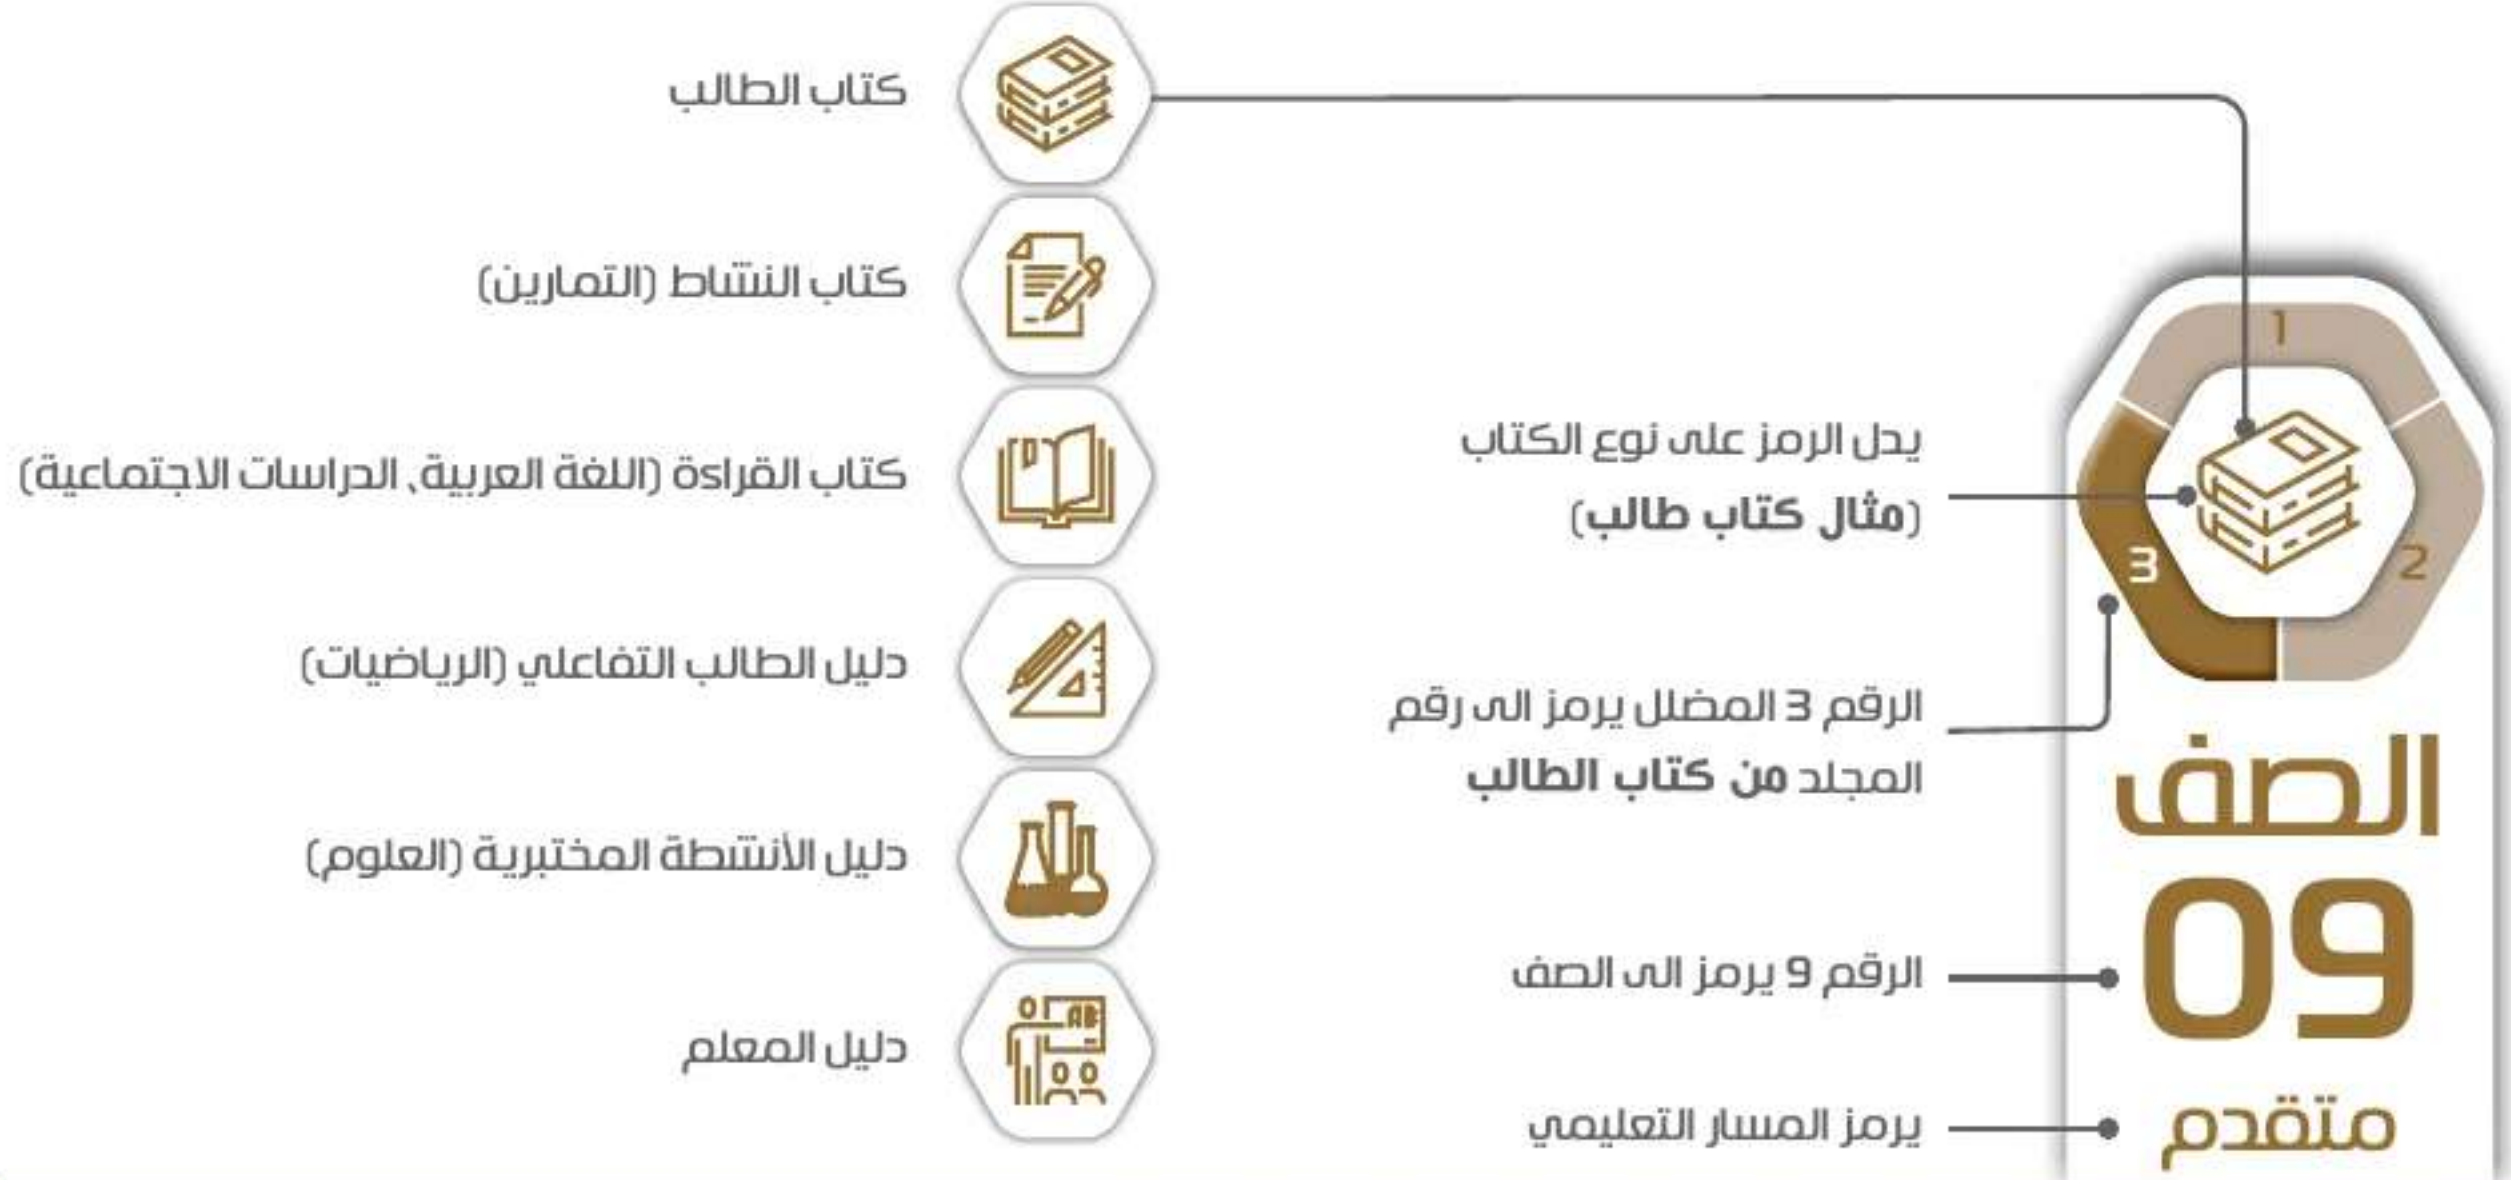 1
2
3
الصف
09
متقدم
يدل الرمز على نوع الكتاب
(مثال كتاب طالب)
الرقم 3 المضلل يرمز الى رقم
المجلد من كتاب الطالب
الرقم 9 يرمز الى الصف
يرمز المسار التعليمي
كتاب الطالب
كتاب النشاط (التمارين)
كتاب القراءة (اللغة العربية، الدراسات الاجتماعية)
دليل الطالب التفاعلي (الرياضيات)
دليل الأنشطة المختبرية (العلوم)
AB
دليل المعلم